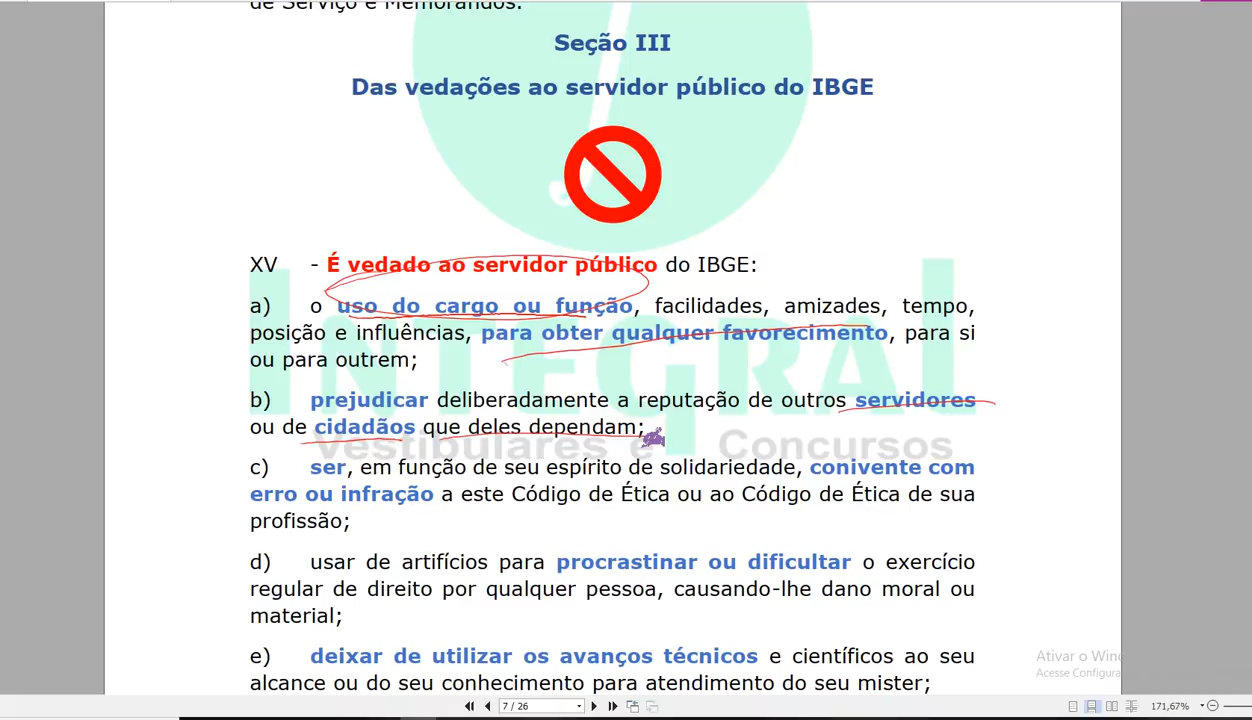 de Serviço e Memorandos.
Seção III
Das vedações ao servidor público do IBGE
XV - É vedado ao servidor público do IBGE:
a) o uso do cargo ou função, facilidades, amizades, tempo,
posição e influências, para obter qualquer favorecimento, para si
ou para outrem;
b) prejudicar deliberadamente a reputação de outros servidores
ou de cidadãos que deles dependam;
c) ser, em função de seu espírito de solidariedade, conivente com
erro ou infração a este Código de Ética ou ao Código de Ética de sua
profissão;
d) usar de artifícios para procrastinar ou dificultar o exercício
regular de direito por qualquer pessoa, causando-lhe dano moral ou
material;
e) deixar de utilizar os avanços técnicos e científicos ao seu
alcance ou do seu conhecimento para atendimento do seu mister;
INTEGRAL
Vestibulares e Concursos
Ativar o Win
Acesse Configura
7 / 26
171,67%